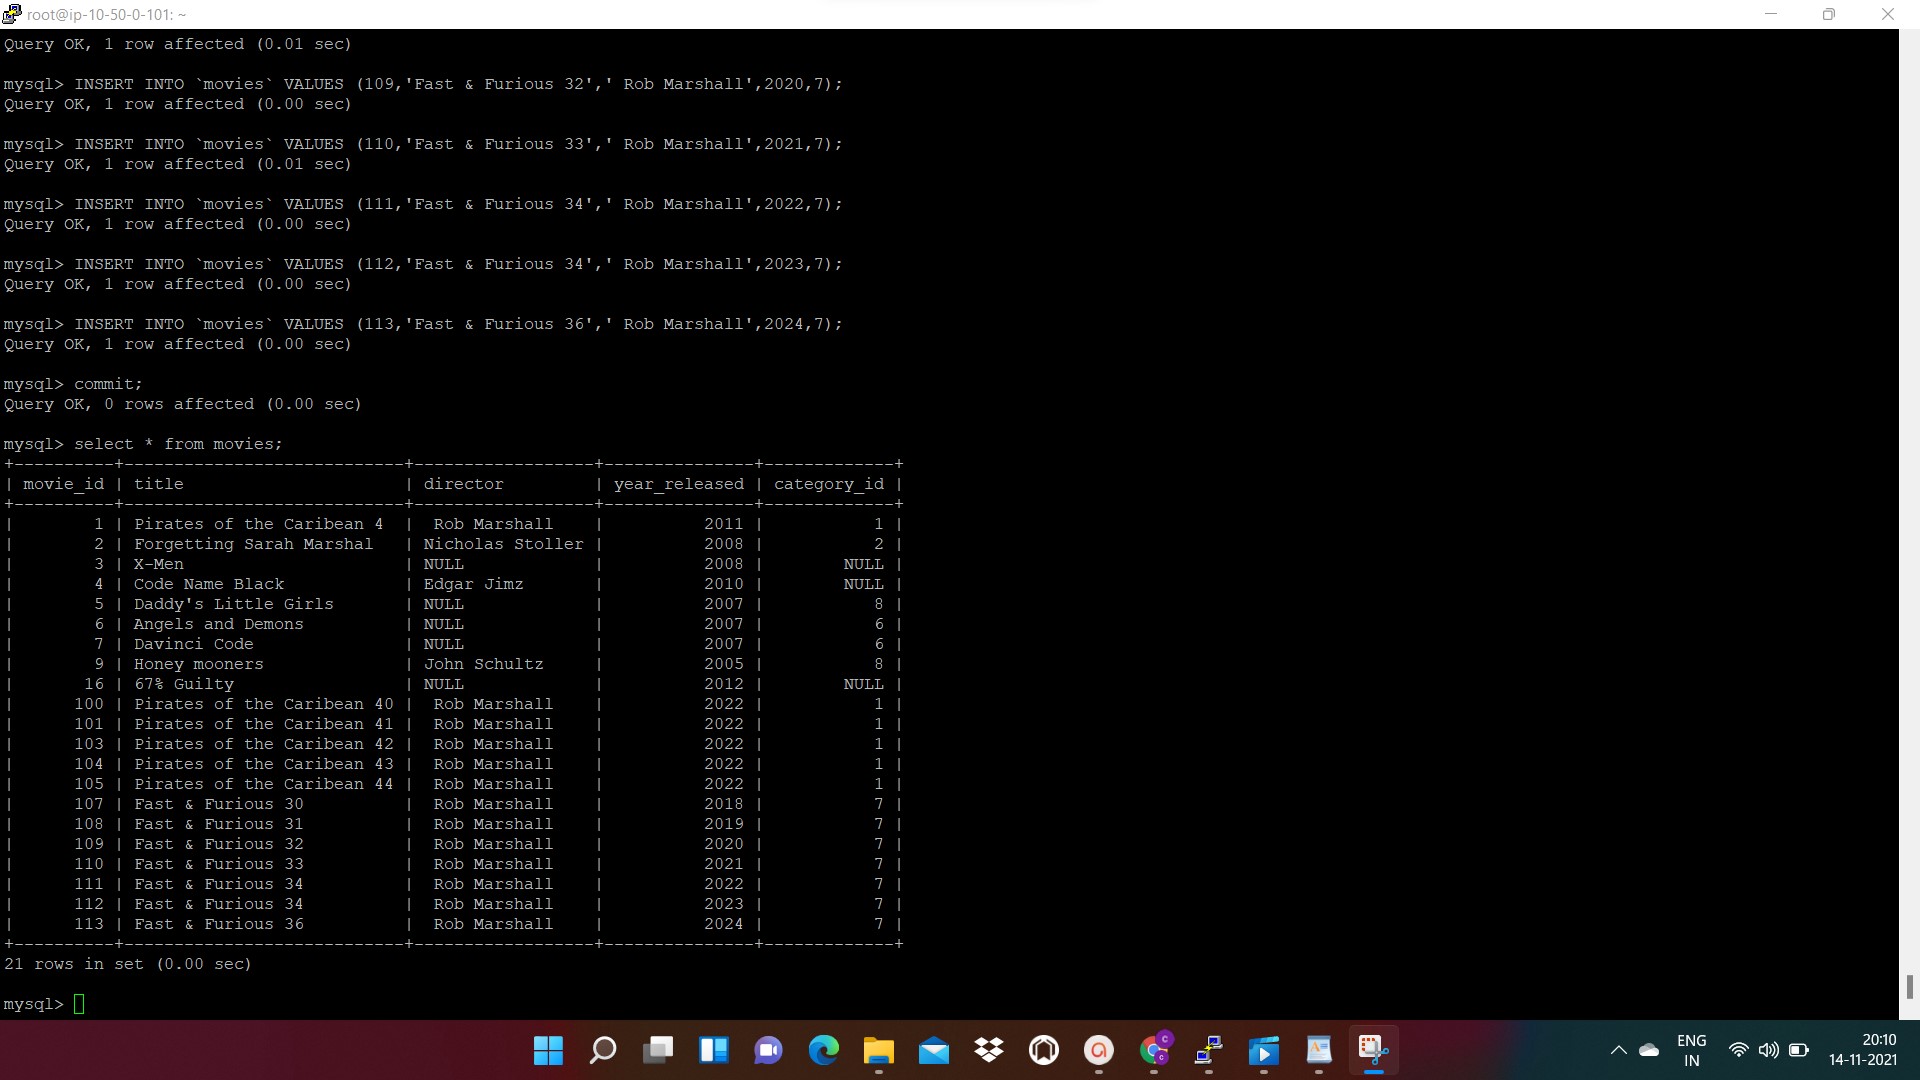 root@ip-10-50-0-101: ~
Query OK, 1 row affected (0.01 sec)
mysql> INSERT INTO `movies` VALUES (109,'Fast & Furious 32',' Rob Marshall',2020,7);
Query OK, 1 row affected (0.00 sec)
mysql> INSERT INTO `movies` VALUES (110,'Fast & Furious 33',' Rob Marshall',2021,7);
Query OK, 1 row affected (0.01 sec)
mysql> INSERT INTO `movies` VALUES (111,'Fast & Furious 34',' Rob Marshall',2022,7);
Query OK, 1 row affected (0.00 sec)
mysql> INSERT INTO `movies` VALUES (112,'Fast & Furious 34',' Rob Marshall',2023,7);
Query OK, 1 row affected (0.00 sec)
mysql> INSERT INTO `movies` VALUES (113,'Fast & Furious 36',' Rob Marshall',2024,7);
Query OK, 1 row affected (0.00 sec)
mysql> commit;
Query OK, 0 rows affected (0.00 sec)
mysql> select * from movies;
+----------+----------------------------+------------------+---------------+-------------+
| movie_id | title                      | director         | year_released | category_id |
+----------+----------------------------+------------------+---------------+-------------+
|        1 | Pirates of the Caribean 4  |  Rob Marshall    |          2011 |           1 |
|        2 | Forgetting Sarah Marshal   | Nicholas Stoller |          2008 |           2 |
|        3 | X-Men                      | NULL             |          2008 |        NULL |
|        4 | Code Name Black            | Edgar Jimz       |          2010 |        NULL |
|        5 | Daddy's Little Girls       | NULL             |          2007 |           8 |
|        6 | Angels and Demons          | NULL             |          2007 |           6 |
|        7 | Davinci Code               | NULL             |          2007 |           6 |
|        9 | Honey mooners              | John Schultz     |          2005 |           8 |
|       16 | 67% Guilty                 | NULL             |          2012 |        NULL |
|      100 | Pirates of the Caribean 40 |  Rob Marshall    |          2022 |           1 |
|      101 | Pirates of the Caribean 41 |  Rob Marshall    |          2022 |           1 |
|      103 | Pirates of the Caribean 42 |  Rob Marshall    |          2022 |           1 |
|      104 | Pirates of the Caribean 43 |  Rob Marshall    |          2022 |           1 |
|      105 | Pirates of the Caribean 44 |  Rob Marshall    |          2022 |           1 |
|      107 | Fast & Furious 30          |  Rob Marshall    |          2018 |           7 |
|      108 | Fast & Furious 31          |  Rob Marshall    |          2019 |           7 |
|      109 | Fast & Furious 32          |  Rob Marshall    |          2020 |           7 |
|      110 | Fast & Furious 33          |  Rob Marshall    |          2021 |           7 |
|      111 | Fast & Furious 34          |  Rob Marshall    |          2022 |           7 |
|      112 | Fast & Furious 34          |  Rob Marshall    |          2023 |           7 |
|      113 | Fast & Furious 36          |  Rob Marshall    |          2024 |           7 |
+----------+----------------------------+------------------+---------------+-------------+
21 rows in set (0.00 sec)
mysql>
ENG
IN
20:10
14-11-2021